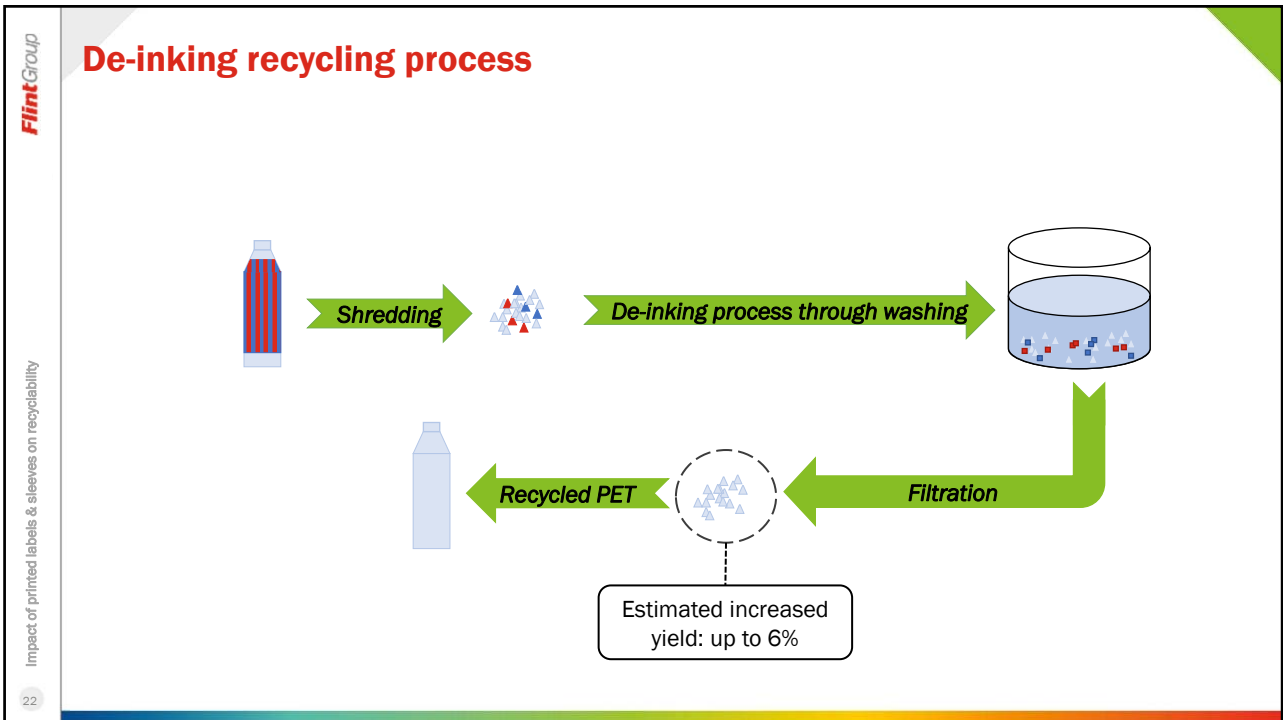 De-inking recycling process
FlintGroup
Shredding
De-inking process through washing
Recycled PET
Filtration
Estimated increased
yield: up to 6%
Impact of printed labels & sleeves on recyclability
22